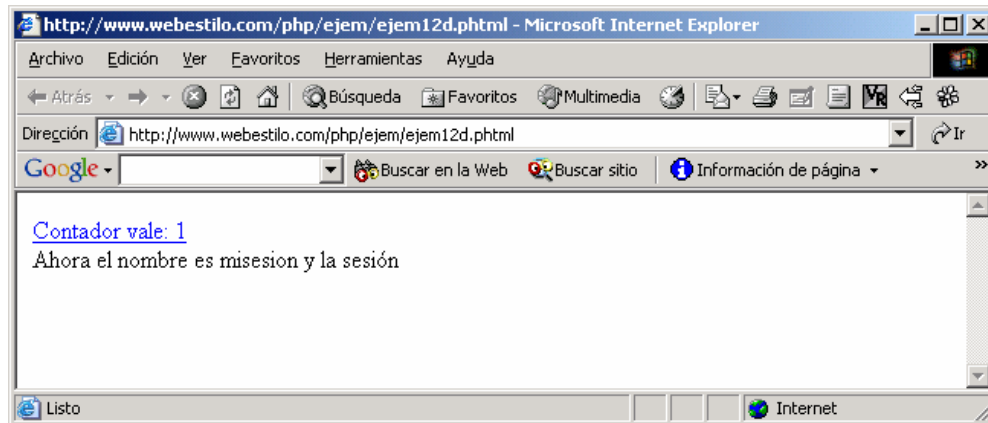 http://www.webestilo.com/php/ejem/ejem12d.phtml - Microsoft Internet Explorer
Archivo Edición Ver Favoritos Herramientas Ayuda
Atrás Búsqueda Favoritos Multimedia
Dirección http://www.webestilo.com/php/ejem/ejem12d.phtml Ir
Google Buscar en la Web Buscar sitio Información de página »
Contador vale: 1
Ahora el nombre es misesion y la sesión
Listo Internet